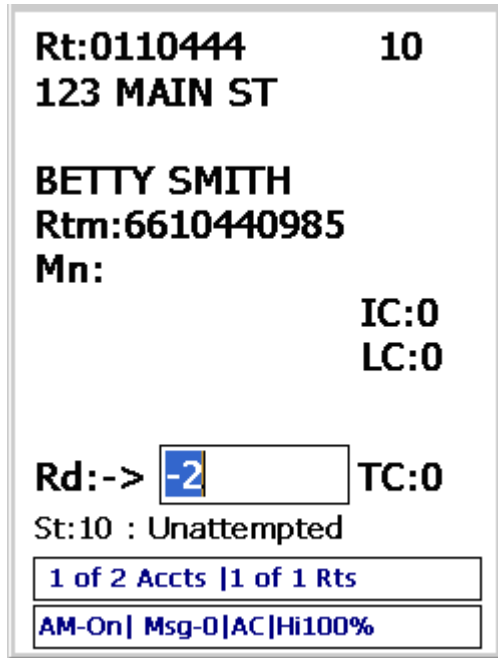 Rt:0110444 10
123 MAIN ST
BETTY SMITH
Rtm:6610440985
Mn:
IC:0
LC:0
Rd:-> -2 TC:0
St:10 : Unattempted
1 of 2 Accts |1 of 1 Rts
AM-On| Msg-0|AC|Hi100%